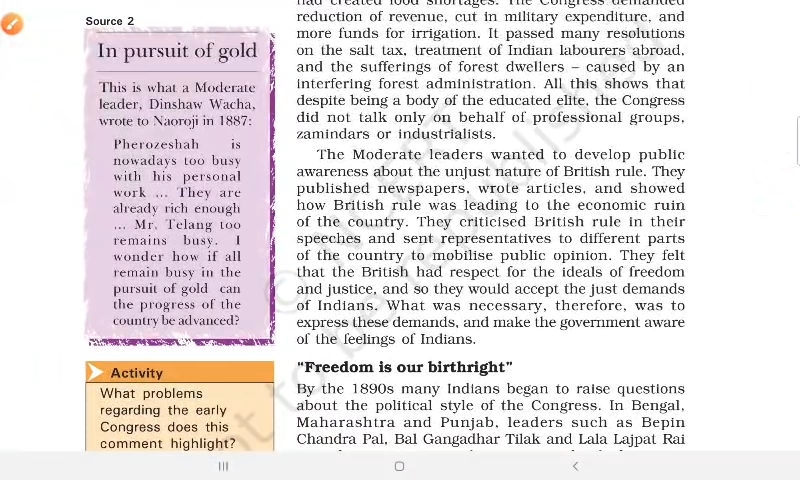 Source 2
In pursuit of gold
This is what a Moderate
leader, Dinshaw Wacha,
wrote to Naoroji in 1887:
Pherozeshah is
nowadays too busy
with his personal
work ... They are
already rich enough
... Mr. Telang too
remains busy. I
wonder how if all
remain busy in the
pursuit of gold can
the progress of the
country be advanced?
Activity
What problems
regarding the early
Congress does this
comment highlight?
had created food shortages. The Congress demanded
reduction of revenue, cut in military expenditure, and
more funds for irrigation. It passed many resolutions
on the salt tax, treatment of Indian labourers abroad,
and the sufferings of forest dwellers – caused by an
interfering forest administration. All this shows that
despite being a body of the educated elite, the Congress
did not talk only on behalf of professional groups,
zamindars or industrialists.
The Moderate leaders wanted to develop public
awareness about the unjust nature of British rule. They
published newspapers, wrote articles, and showed
how British rule was leading to the economic ruin
of the country. They criticised British rule in their
speeches and sent representatives to different parts
of the country to mobilise public opinion. They felt
that the British had respect for the ideals of freedom
and justice, and so they would accept the just demands
of Indians. What was necessary, therefore, was to
express these demands, and make the government aware
of the feelings of Indians.
“Freedom is our birthright”
By the 1890s many Indians began to raise questions
about the political style of the Congress. In Bengal,
Maharashtra and Punjab, leaders such as Bepin
Chandra Pal, Bal Gangadhar Tilak and Lala Lajpat Rai
© NCERT
not to be republished